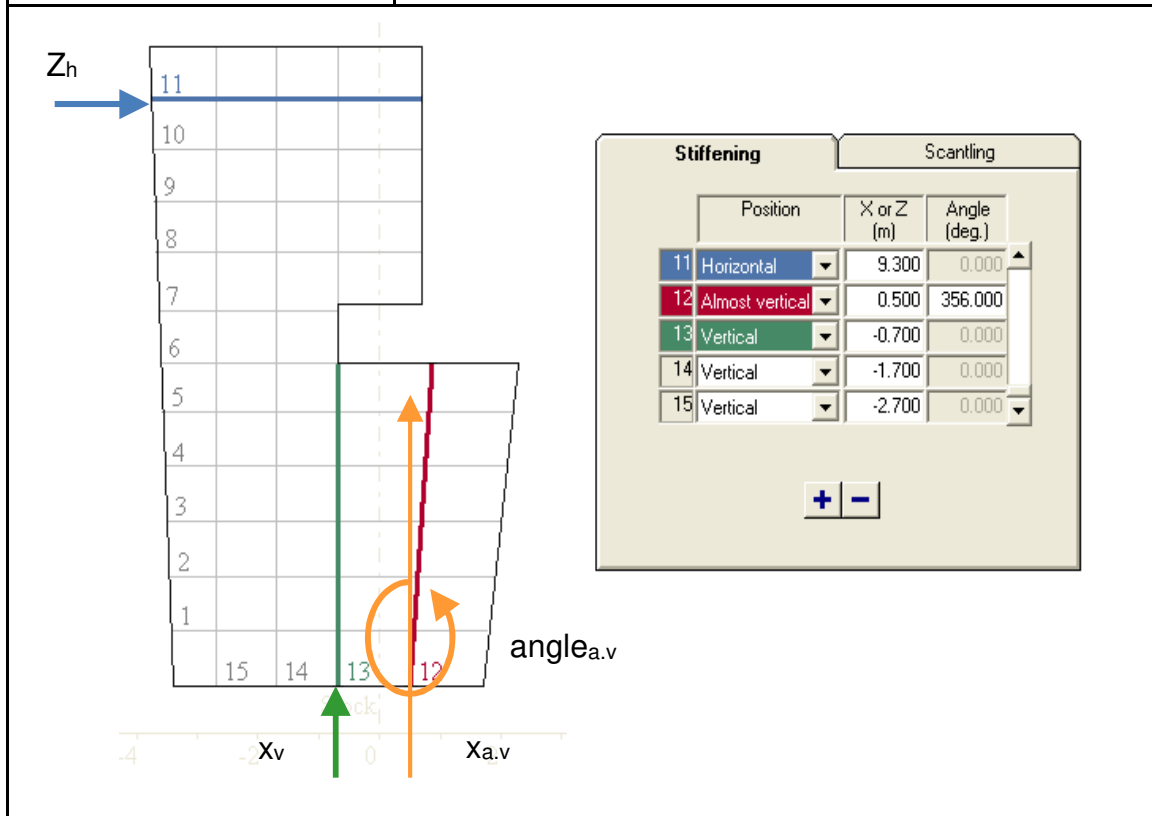 Zh
11
10
9
8
7
6
5
4
3
2
1
15 14 13 12
anglea.v
xv
xa.v
-4 -2 0
Stiffening Scantling
Position X or Z (m) Angle (deg.)
11 Horizontal 9.300 0.000
12 Almost vertical 0.500 356.000
13 Vertical -0.700 0.000
14 Vertical -1.700 0.000
15 Vertical -2.700 0.000
+ −